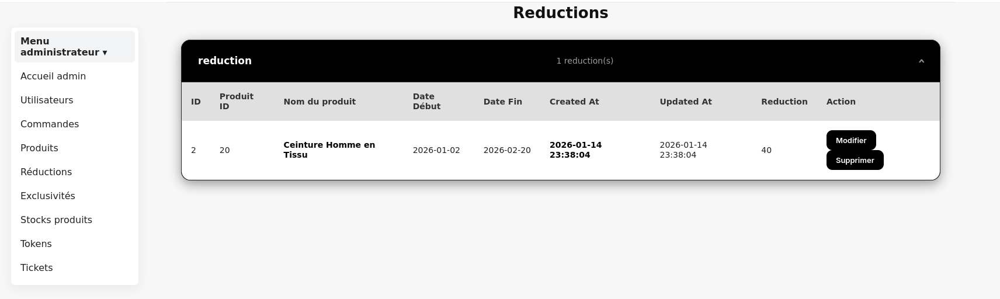 Reductions
Menu
administrateur ▾
Accueil admin
Utilisateurs
Commandes
Produits
Réductions
Exclusivités
Stocks produits
Tokens
Tickets
reduction 1 reduction(s) ^
ID Produit ID Nom du produit Date Début Date Fin Created At Updated At Reduction Action
2 20 Ceinture Homme en Tissu 2026-01-02 2026-02-20 2026-01-14 23:38:04 2026-01-14 23:38:04 40 Modifier
Supprimer